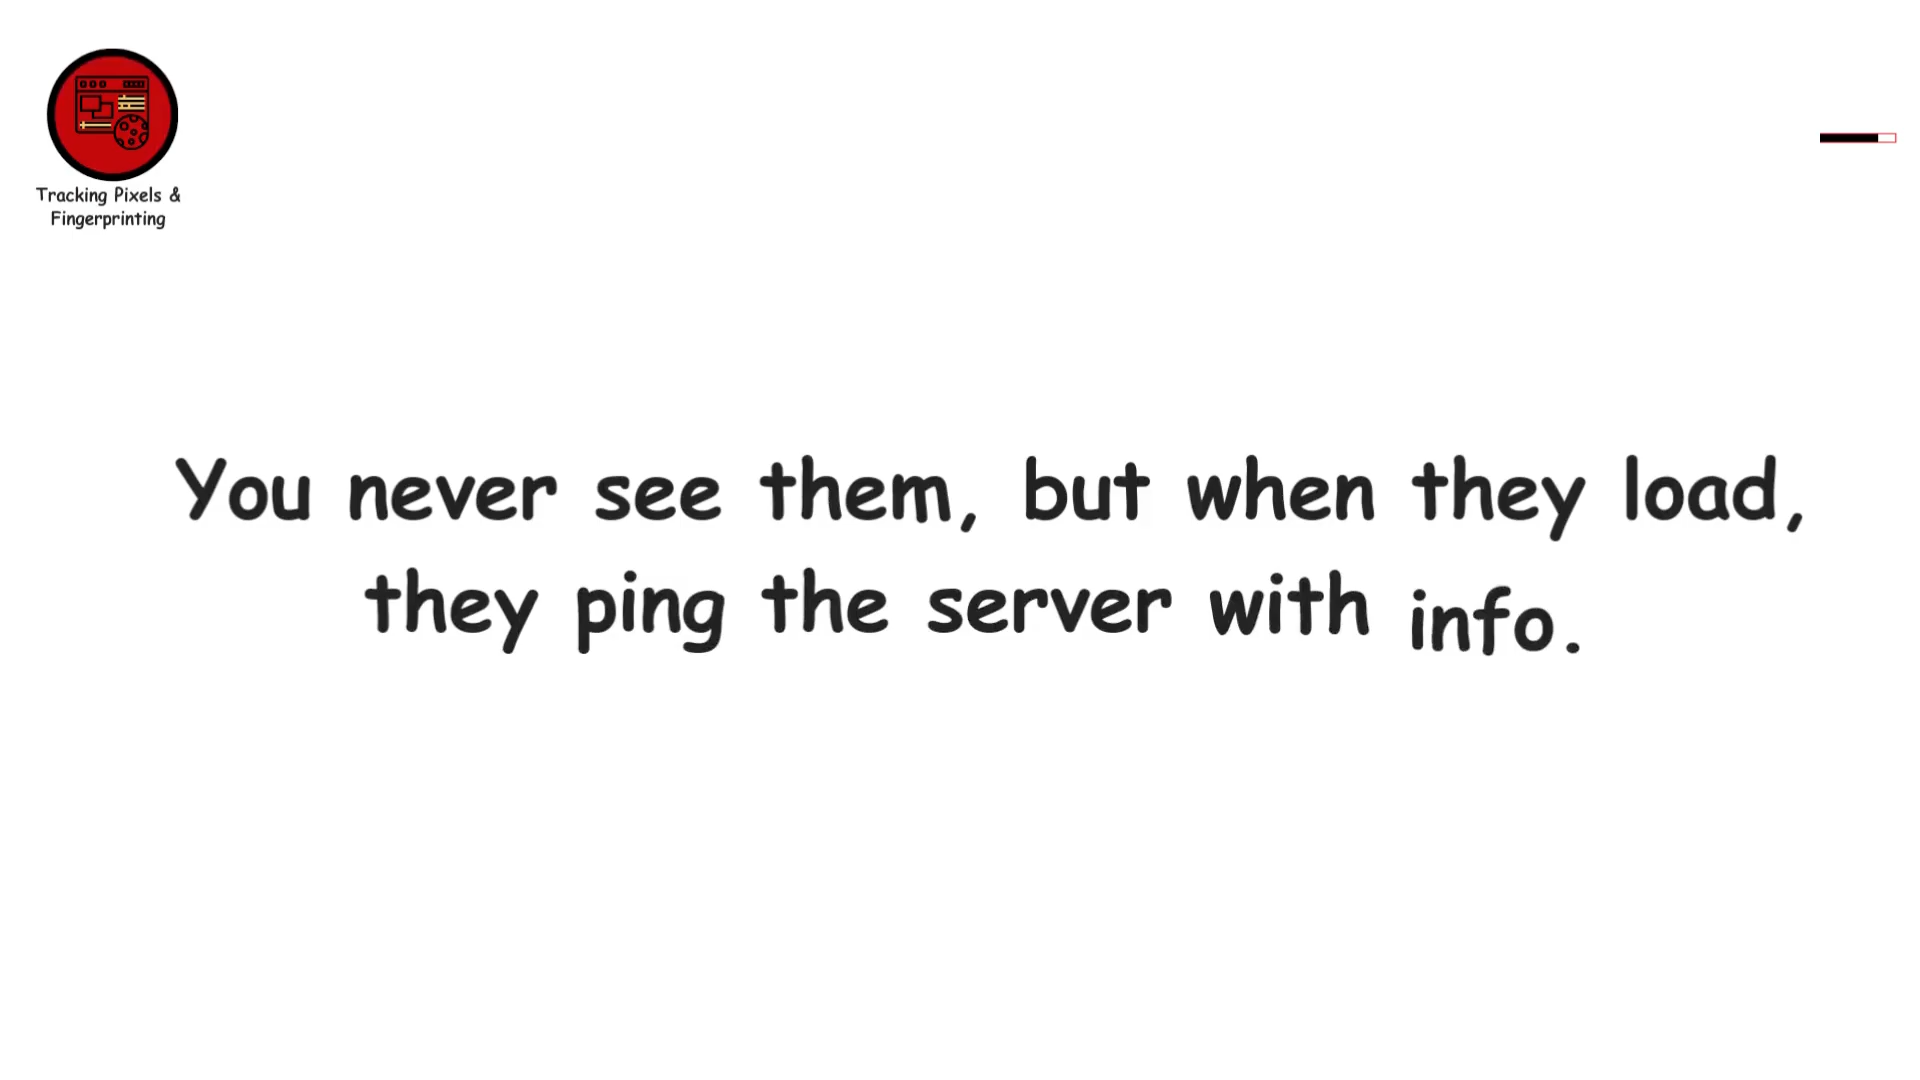 Tracking Pixels &
Fingerprinting
You never see them, but when they load,
they ping the server with info.